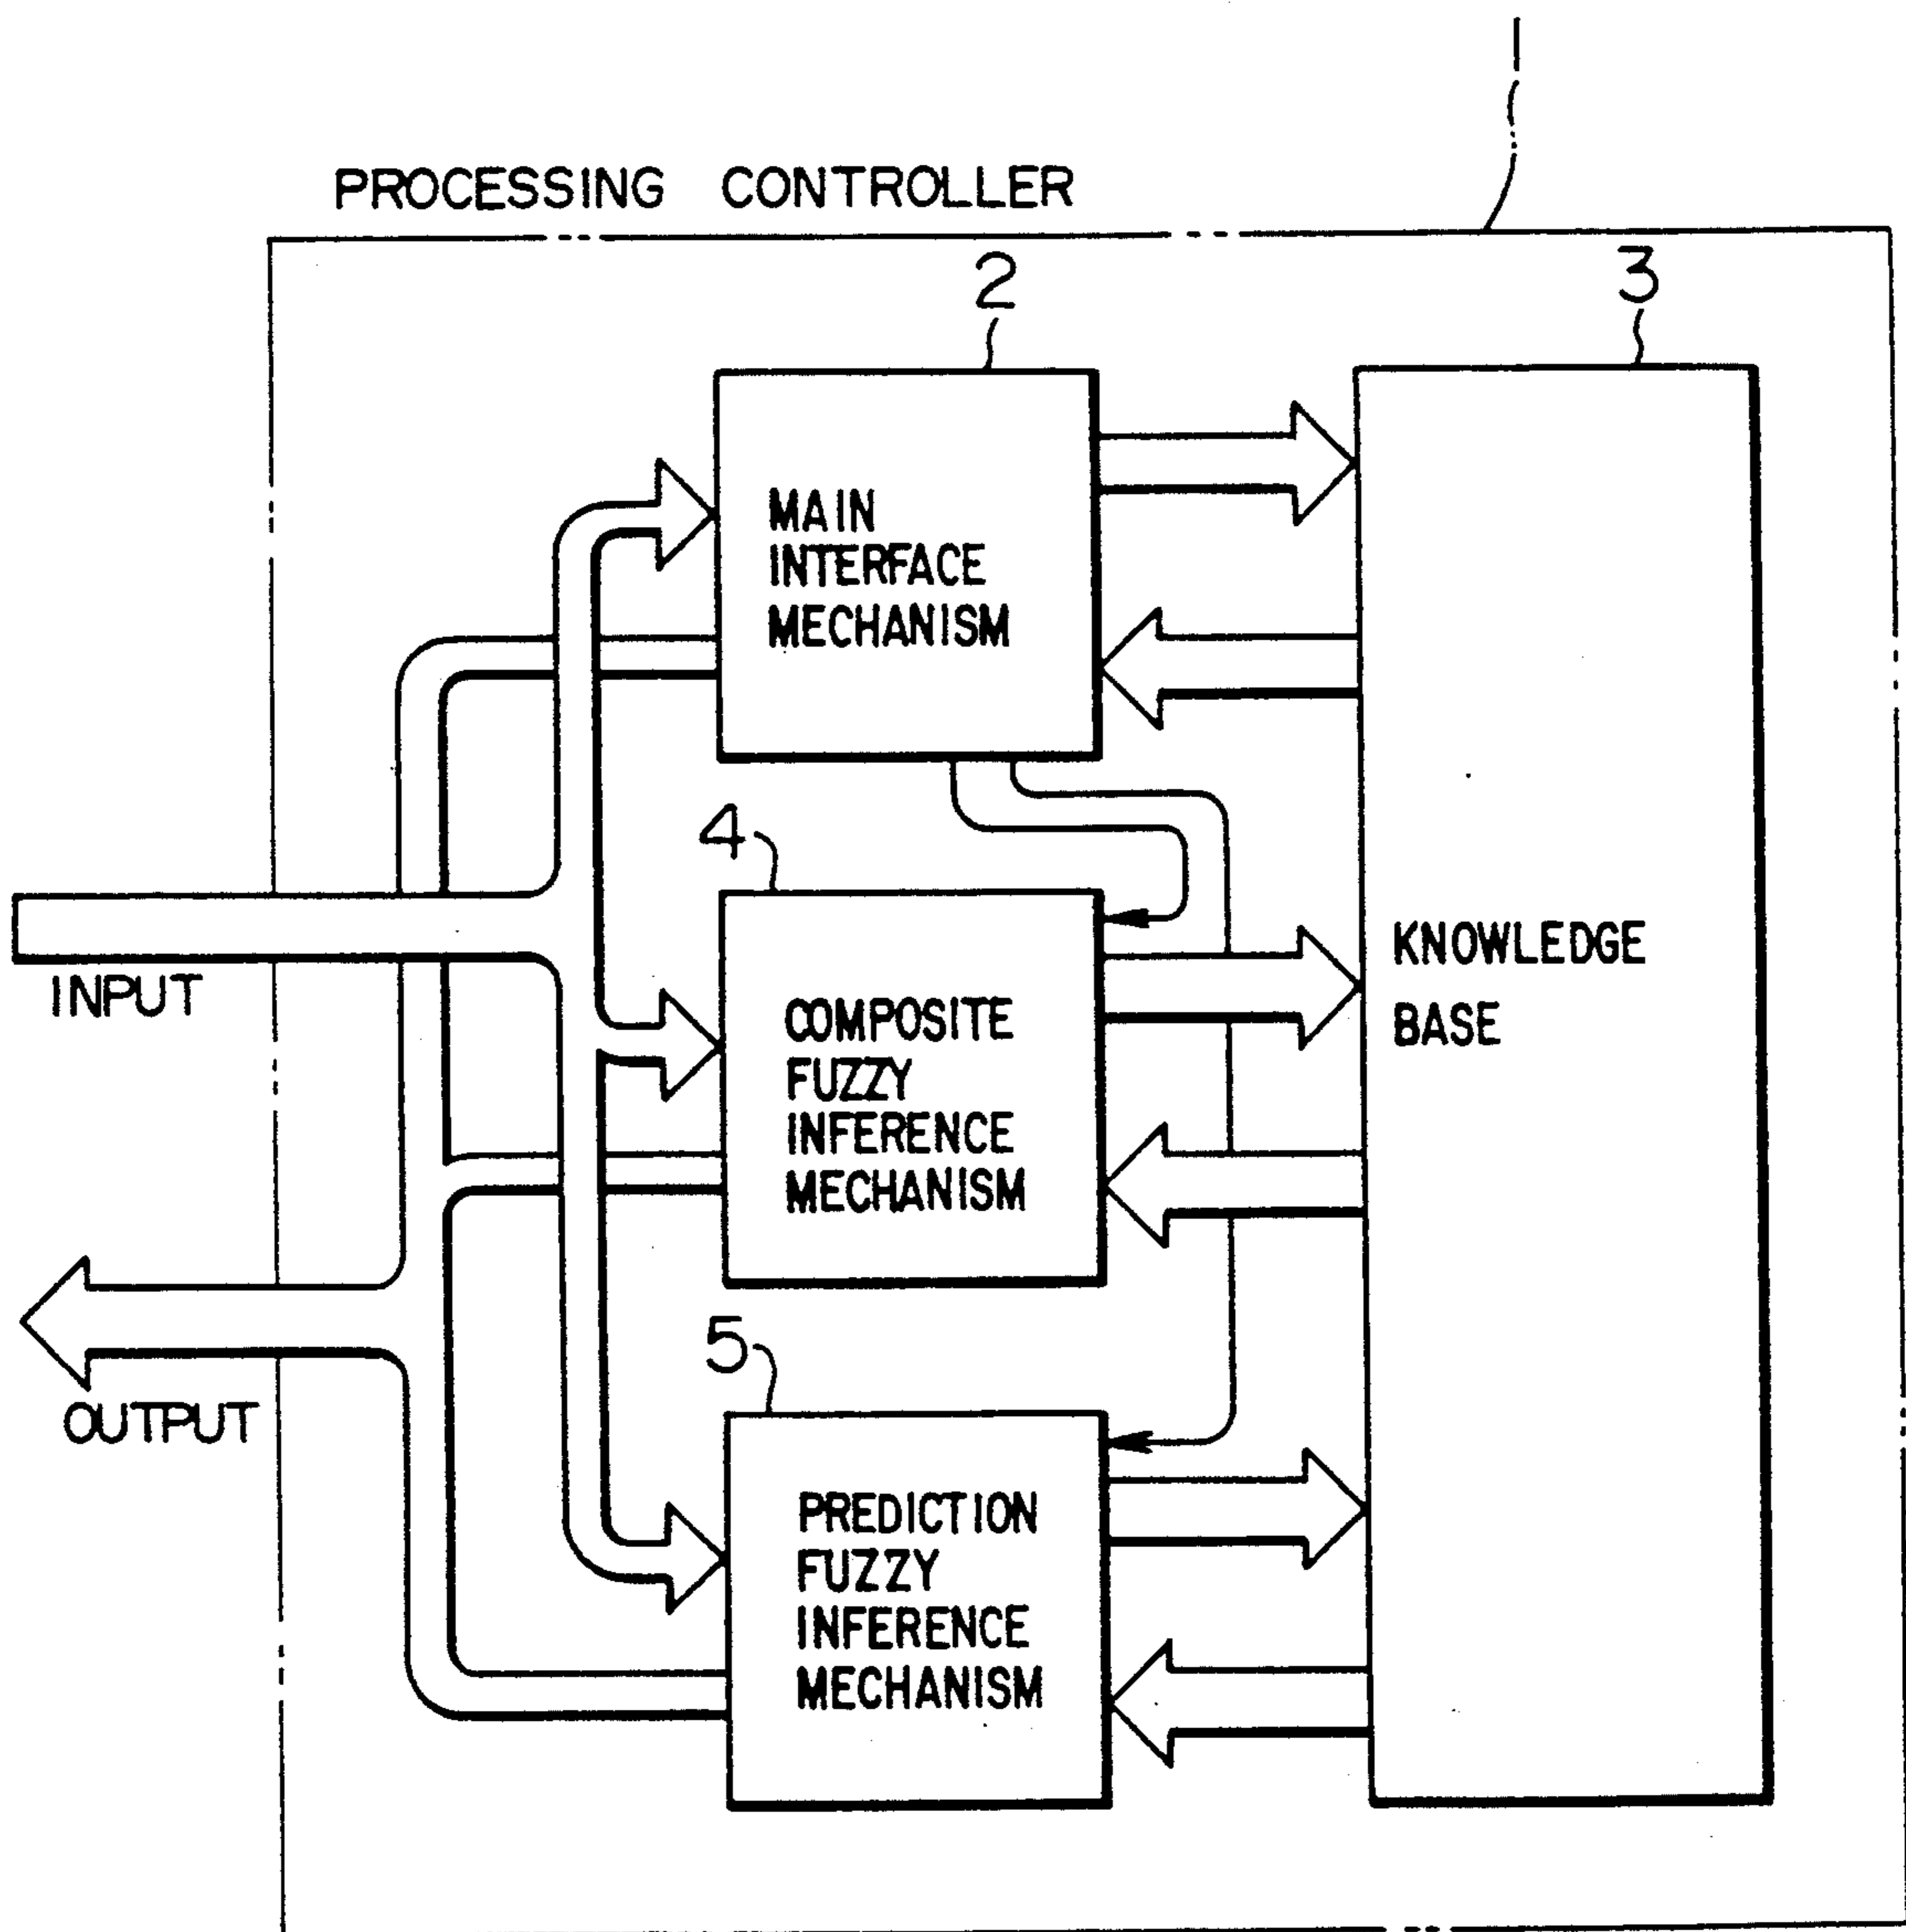 1
PROCESSING CONTROLLER
2
3
MAIN
INTERFACE
MECHANISM
4
INPUT
COMPOSITE
FUZZY
INFERENCE
MECHANISM
KNOWLEDGE
BASE
OUTPUT
5
PREDICTION
FUZZY
INFERENCE
MECHANISM